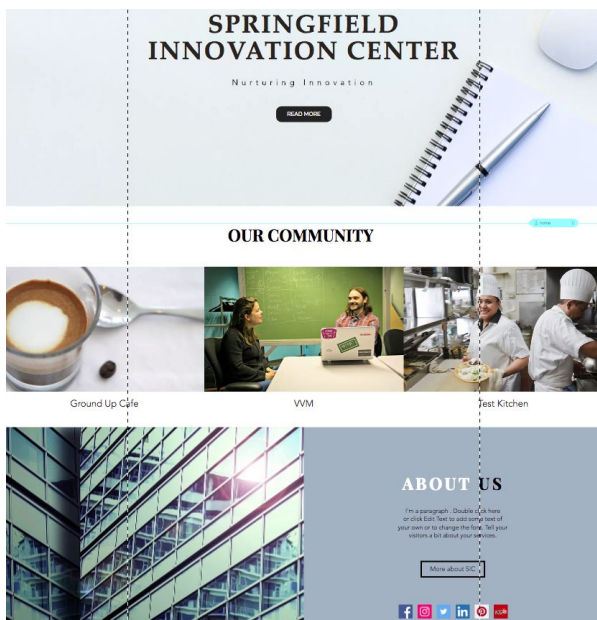 SPRINGFIELD
INNOVATION CENTER
Nurturing Innovation
READ MORE
OUR COMMUNITY
Ground Up Cafe
VVM
Test Kitchen
ABOUT US
I'm a paragraph . Double click here
or click Edit Text to add some text of
your own or to change the font. Tell your
visitors a bit about your services.
More about SIC